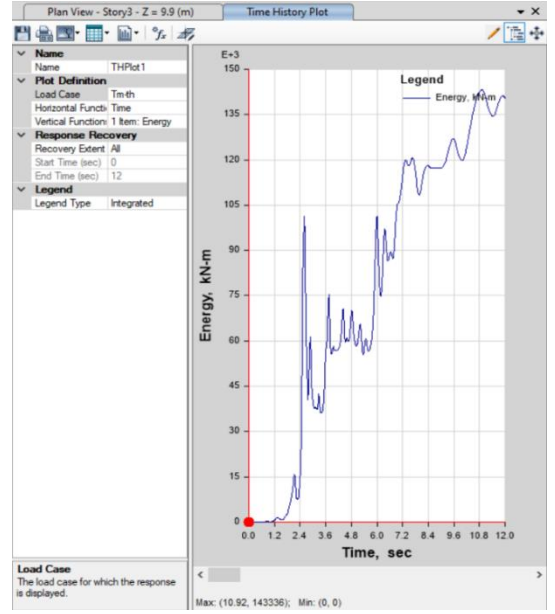 Plan View - Story3 - Z = 9.9 (m)
Time History Plot
Name
Name THPlot1
Plot Definition
Load Case Tm-th
Horizontal Functi Time
Vertical Function: 1 Item: Energy
Response Recovery
Recovery Extent All
Start Time (sec) 0
End Time (sec) 12
Legend
Legend Type Integrated
Load Case
The load case for which the response
is displayed.
E+3
150
135
120
105
90
75
60
45
30
15
0
Energy, kN-m
Legend
Energy, kN-m
0.0 1.2 2.4 3.6 4.8 6.0 7.2 8.4 9.6 10.8 12.0
Time, sec
Max: (10.92, 143336); Min: (0, 0)